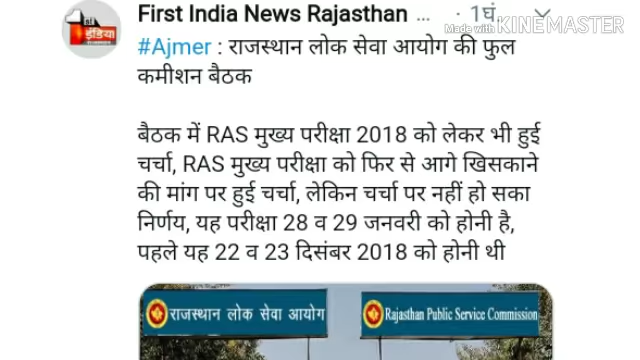 First India News Rajasthan ... · 1घं.
Made with KINEMASTER
इंडिया
#Ajmer : राजस्थान लोक सेवा आयोग की फुल
कमीशन बैठक
बैठक में RAS मुख्य परीक्षा 2018 को लेकर भी हुई
चर्चा, RAS मुख्य परीक्षा को फिर से आगे खिसकाने
की मांग पर हुई चर्चा, लेकिन चर्चा पर नहीं हो सका
निर्णय, यह परीक्षा 28 व 29 जनवरी को होनी है,
पहले यह 22 व 23 दिसंबर 2018 को होनी थी
राजस्थान लोक सेवा आयोग
Rajasthan Public Service Commission